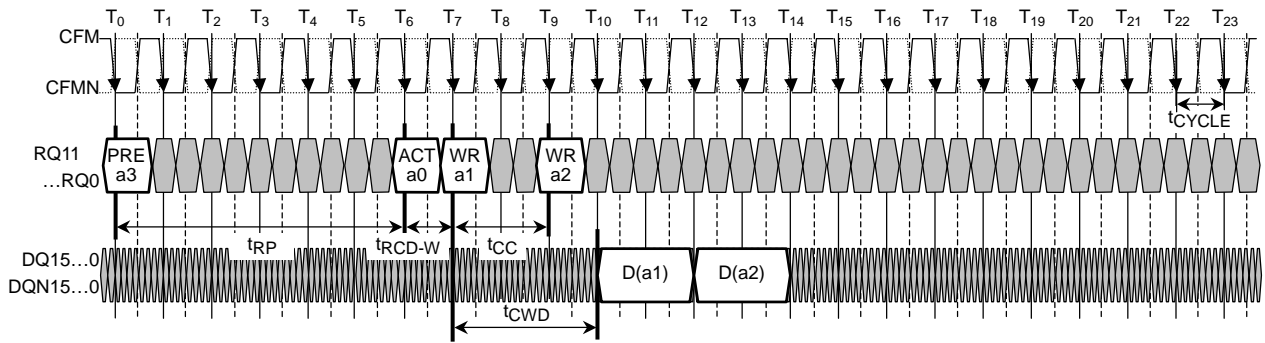 T0 T1 T2 T3 T4 T5 T6 T7 T8 T9 T10 T11 T12 T13 T14 T15 T16 T17 T18 T19 T20 T21 T22 T23
CFM
CFMN
tCYCLE
RQ11 PRE ACT WR WR
…RQ0 a3 a0 a1 a2
tRP tRCD-W tCC
DQ15…0 D(a1) D(a2)
DQN15…0
tCWD